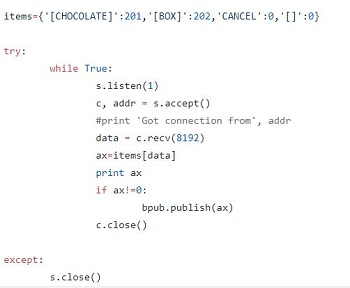 items={'[CHOCOLATE]':201,'[BOX]':202,'CANCEL':0,'[]':0}
try:
while True:
s.listen(1)
c, addr = s.accept()
#print 'Got connection from', addr
data = c.recv(8192)
ax=items[data]
print ax
if ax!=0:
bpub.publish(ax)
c.close()
except:
s.close()